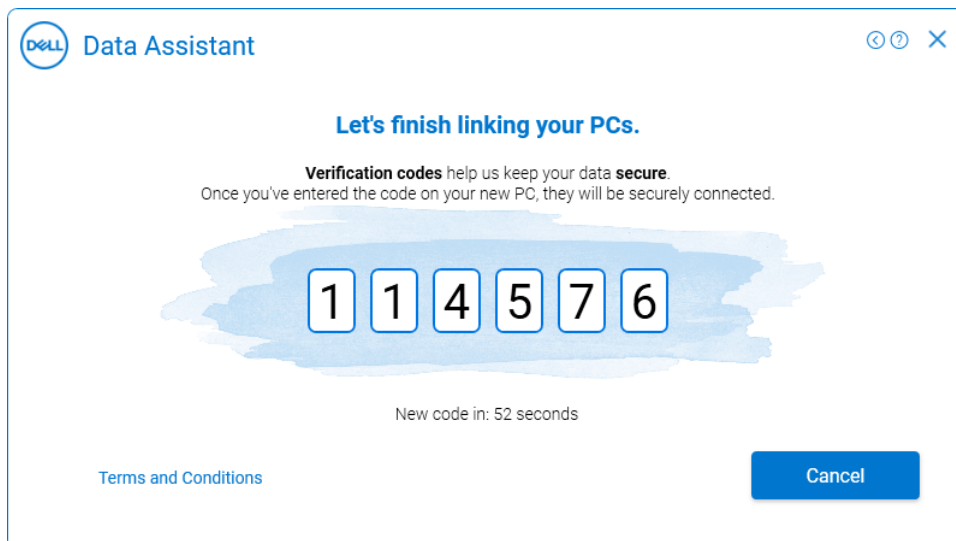 DELL Data Assistant
Let's finish linking your PCs.
Verification codes help us keep your data secure.
Once you've entered the code on your new PC, they will be securely connected.
1 1 4 5 7 6
New code in: 52 seconds
Terms and Conditions Cancel